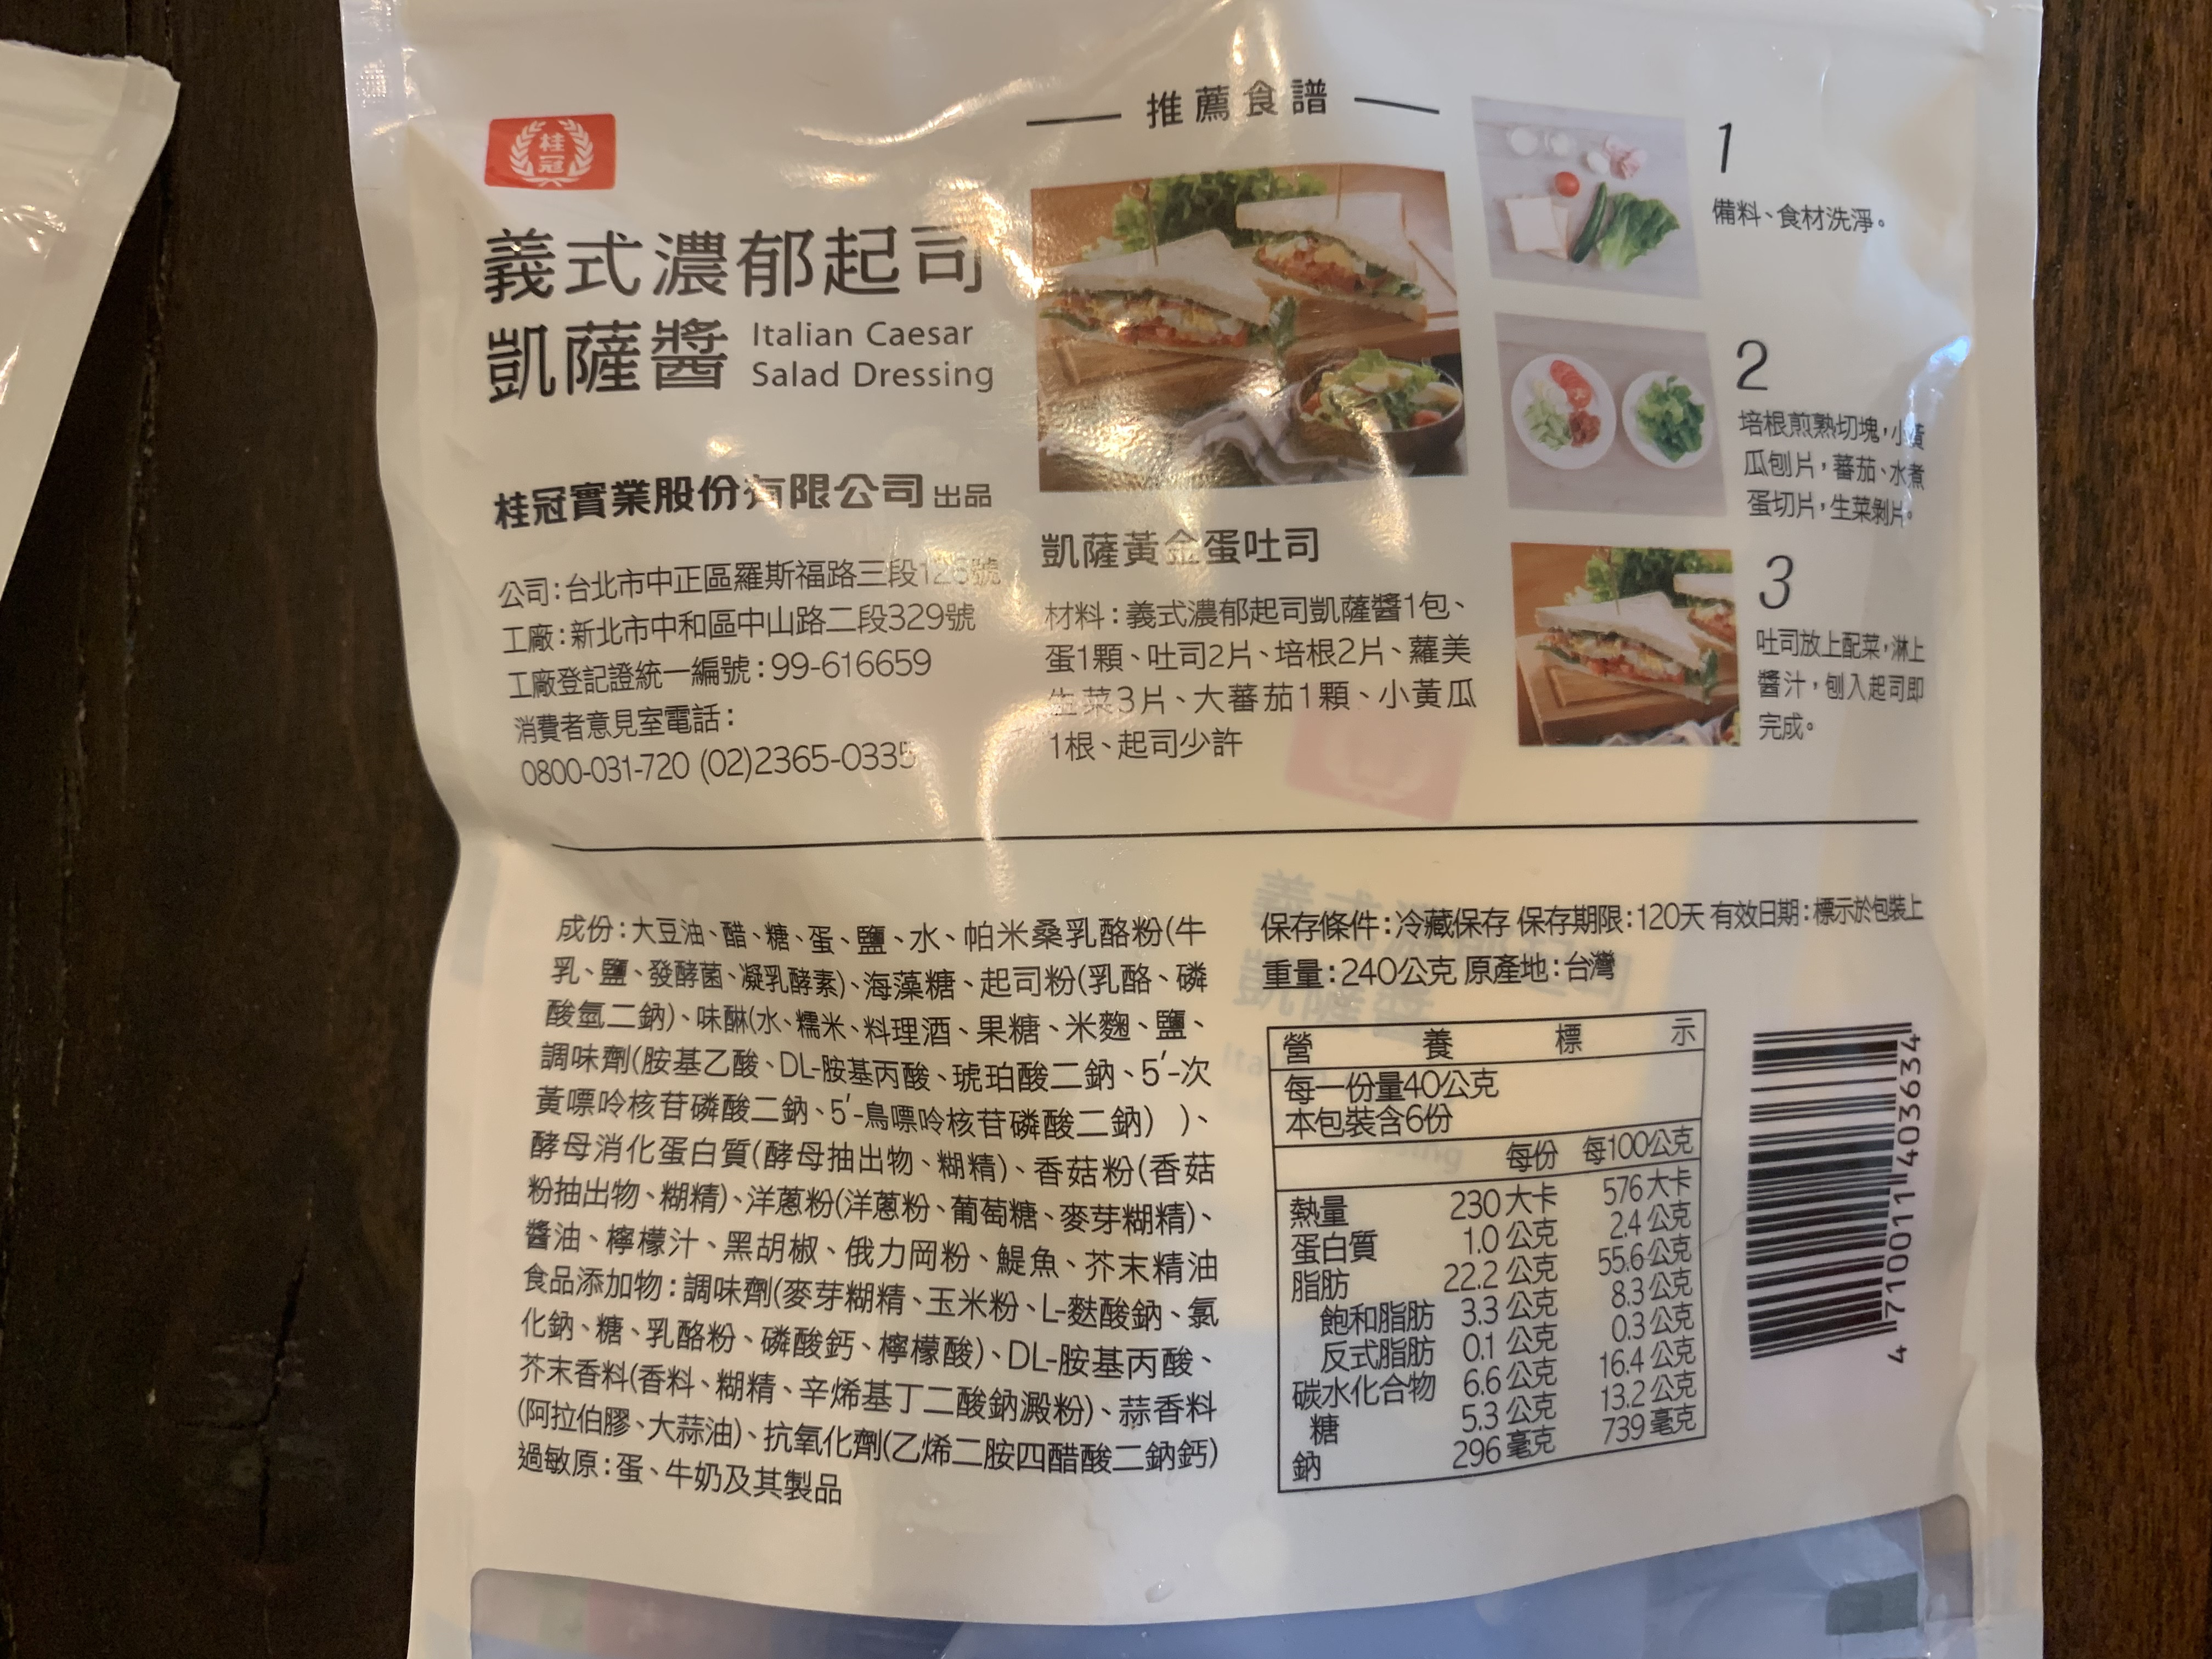 桂冠
義式濃郁起司
凱薩醬 Italian Caesar
Salad Dressing
桂冠實業股份有限公司 出品
公司:台北市中正區羅斯福路三段號
工廠:新北市中和區中山路二段329號
工廠登記證統一編號:99-616659
消費者意見室電話:
0800-031-720 (02)2365-0335
推薦食譜
凱薩黃金蛋吐司
材料:義式濃郁起司凱薩醬1包、
蛋1顆、吐司2片、培根2片、蘿美
生菜3片、大蕃茄1顆、小黃瓜
1根、起司少許
1
備料、食材洗淨。
2
培根煎熟切塊,小黃
瓜刨片,蕃茄、水煮
蛋切片,生菜剝片。
3
吐司放上配菜,淋上
醬汁,刨入起司即
完成。
成份:大豆油、醋、糖、蛋、鹽、水、帕米桑乳酪粉(牛
乳、鹽、發酵菌、凝乳酵素)、海藻糖、起司粉(乳酪、磷
酸氫二鈉)、味醂(水、糯米、料理酒、果糖、米麴、鹽、
調味劑(胺基乙酸、DL-胺基丙酸、琥珀酸二鈉、5'-次
黃嘌呤核苷磷酸二鈉、5'-鳥嘌呤核苷磷酸二鈉) )、
酵母消化蛋白質(酵母抽出物、糊精)、香菇粉(香菇
粉抽出物、糊精)、洋蔥粉(洋蔥粉、葡萄糖、麥芽糊精)、
醬油、檸檬汁、黑胡椒、俄力岡粉、鯷魚、芥末精油
食品添加物:調味劑(麥芽糊精、玉米粉、L-麩酸鈉、氯
化鈉、糖、乳酪粉、磷酸鈣、檸檬酸)、DL-胺基丙酸、
芥末香料(香料、糊精、辛烯基丁二酸鈉澱粉)、蒜香料
(阿拉伯膠、大蒜油)、抗氧化劑(乙烯二胺四醋酸二鈉鈣)
過敏原:蛋、牛奶及其製品
保存條件:冷藏保存 保存期限:120天 有效日期:標示於包裝上
重量:240公克 原產地:台灣
營養標示
每一份量40公克
本包裝含6份
每份 每100公克
熱量 230大卡 576大卡
蛋白質 1.0公克 2.4公克
脂肪 22.2公克 55.6公克
飽和脂肪 3.3公克 8.3公克
反式脂肪 0.1公克 0.3公克
碳水化合物 6.6公克 16.4公克
糖 5.3公克 13.2公克
鈉 296毫克 739毫克
4 710011 403634